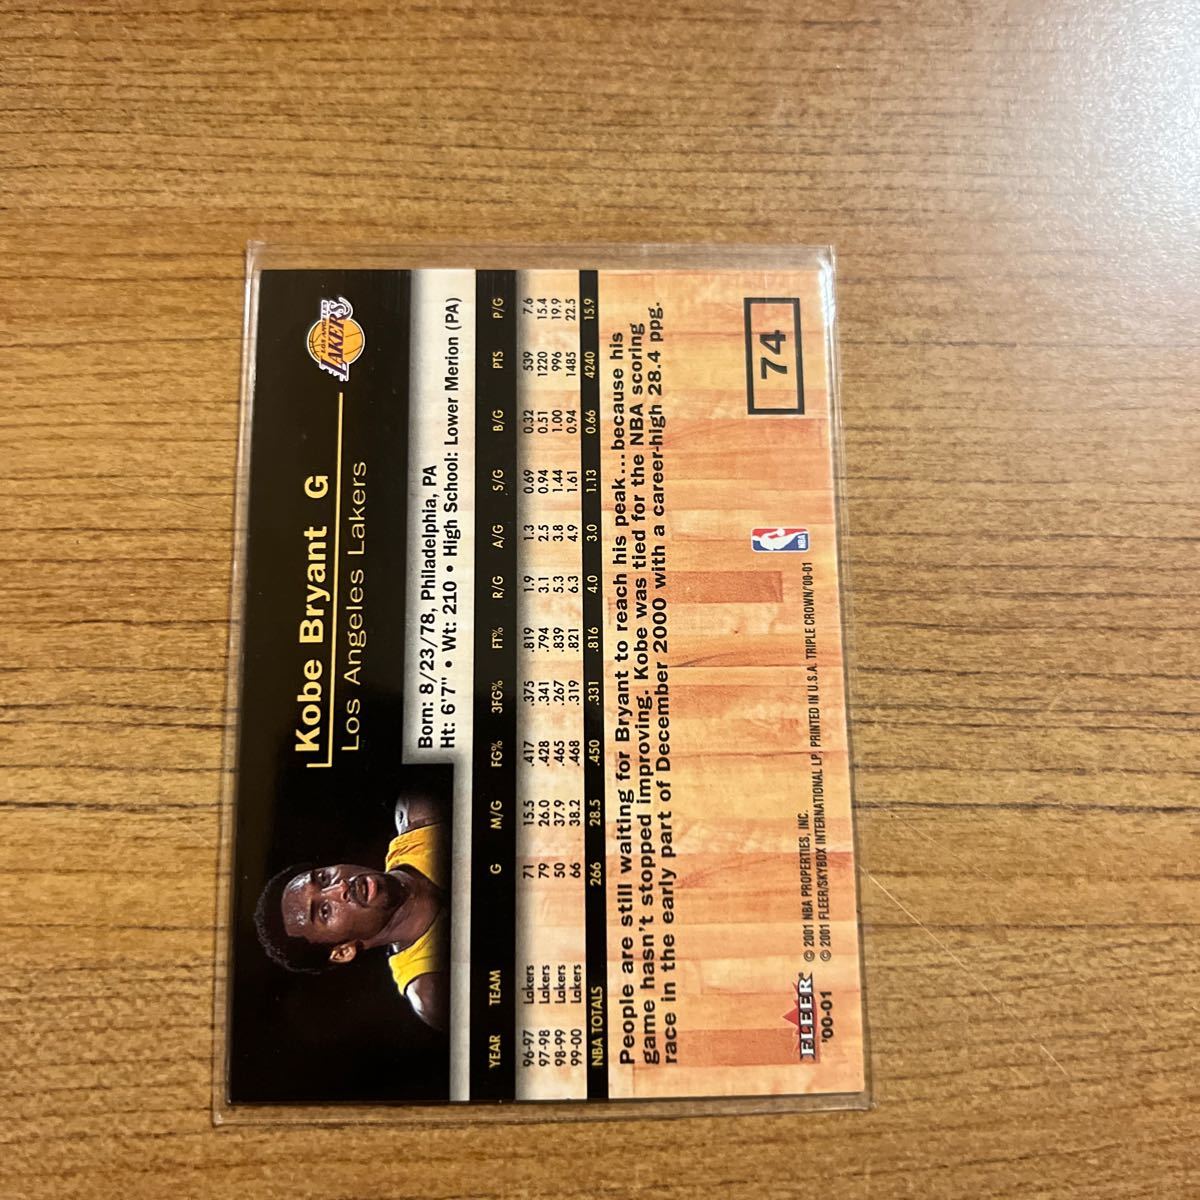 Kobe Bryant G
Los Angeles Lakers
LOS ANGELES
LAKERS
Born: 8/23/78, Philadelphia, PA
Ht: 6'7" • Wt: 210 • High School: Lower Merion (PA)
YEAR TEAM G M/G FG% 3FG% FT% R/G A/G S/G B/G PTS P/G
96-97 Lakers 71 15.5 .417 .375 .819 1.9 1.3 0.69 0.32 539 7.6
97-98 Lakers 79 26.0 .428 .341 .794 3.1 2.5 0.94 0.51 1220 15.4
98-99 Lakers 50 37.9 .465 .267 .839 5.3 3.8 1.44 1.00 996 19.9
99-00 Lakers 66 38.2 .468 .319 .821 6.3 4.9 1.61 0.94 1485 22.5
NBA TOTALS 266 28.5 .450 .331 .816 4.0 3.0 1.13 0.66 4240 15.9
People are still waiting for Bryant to reach his peak...because his
game hasn't stopped improving. Kobe was tied for the NBA scoring
race in the early part of December 2000 with a career-high 28.4 ppg.
74
NBA
FLEER
'00-01
© 2001 NBA PROPERTIES, INC.
© 2001 FLEER/SKYBOX INTERNATIONAL LP, PRINTED IN U.S.A. TRIPLE CROWN/'00-01